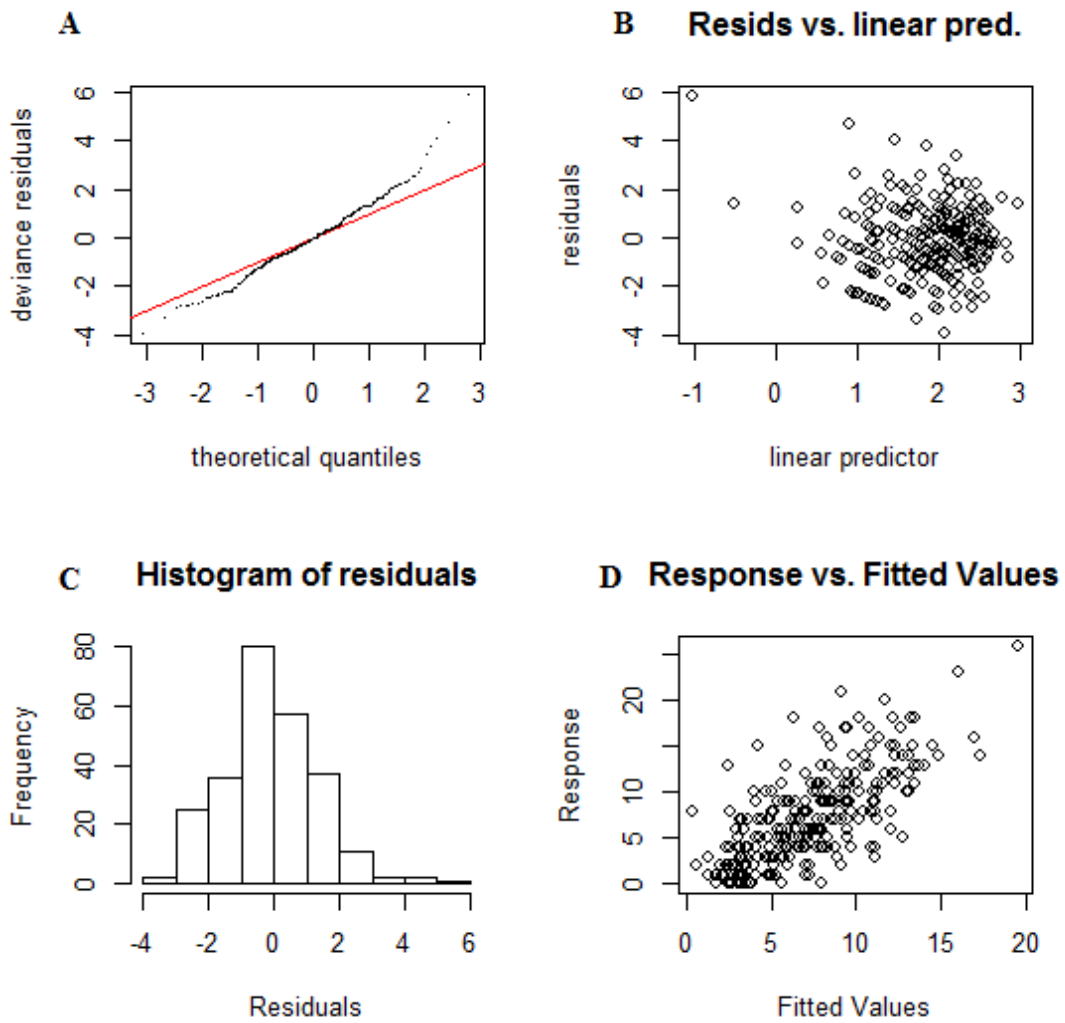 A
deviance residuals
6
4
2
0
-2
-4
-3 -2 -1 0 1 2 3
theoretical quantiles
B Resids vs. linear pred.
residuals
6
4
2
0
-2
-4
-1 0 1 2 3
linear predictor
C Histogram of residuals
Frequency
80
60
40
20
0
-4 -2 0 2 4 6
Residuals
D Response vs. Fitted Values
Response
20
10
5
0
0 5 10 15 20
Fitted Values